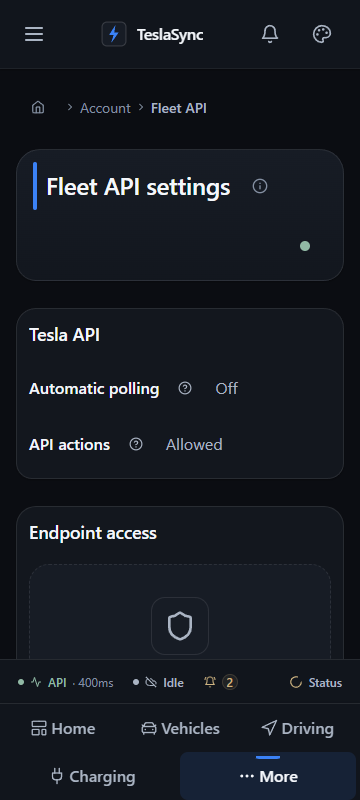 TeslaSync
Account Fleet API
Fleet API settings
Tesla API
Automatic polling Off
API actions Allowed
Endpoint access
API · 400ms Idle 2 Status
Home Vehicles Driving
Charging More